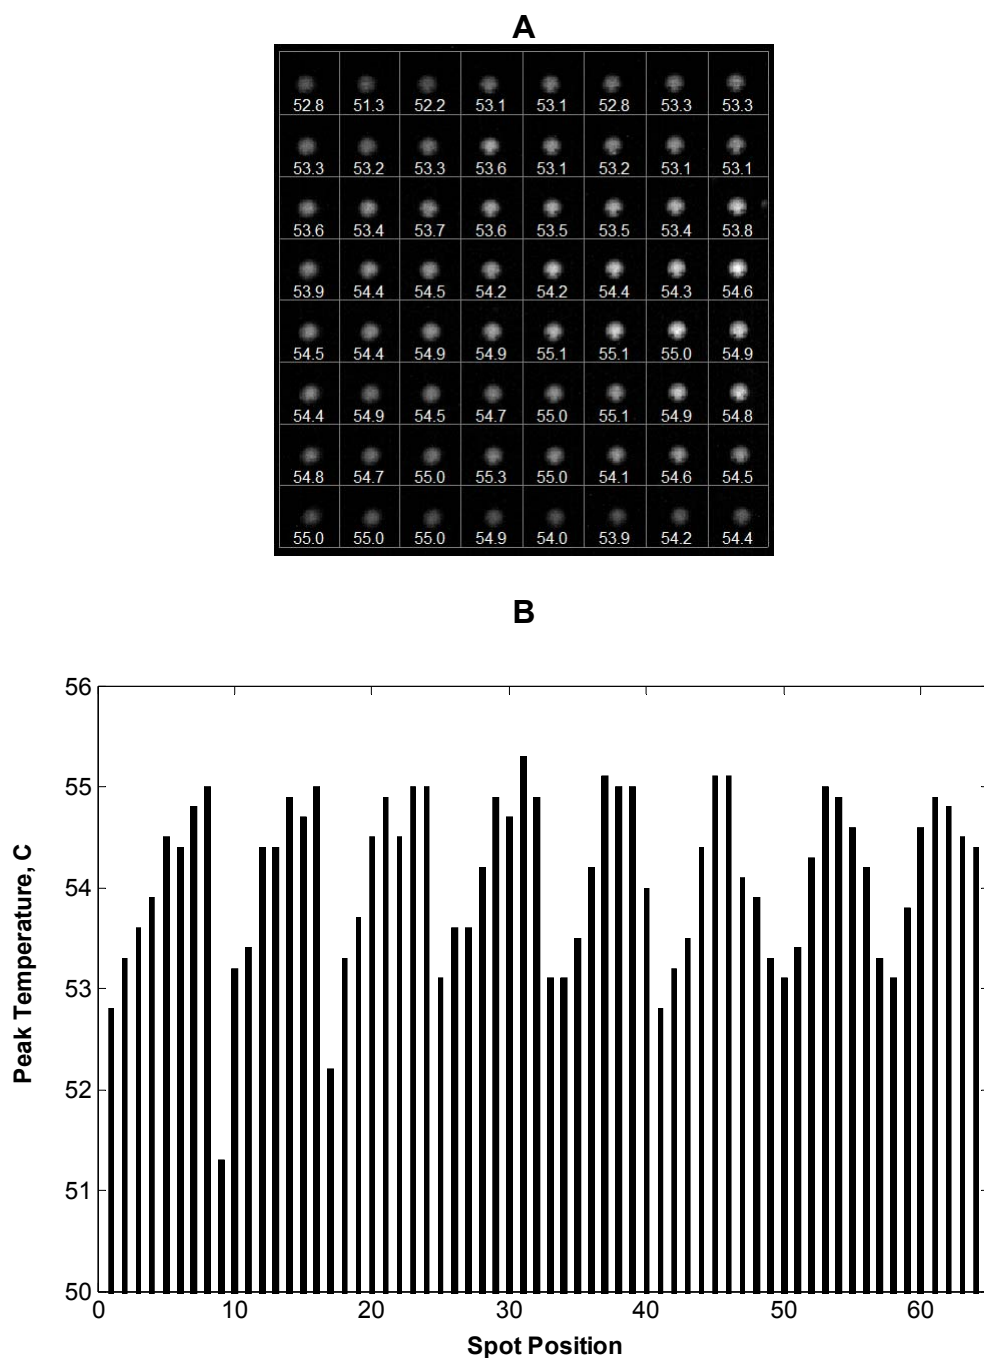 A
52.8 51.3 52.2 53.1 53.1 52.8 53.3 53.3
53.3 53.2 53.3 53.6 53.1 53.2 53.1 53.1
53.6 53.4 53.7 53.6 53.5 53.5 53.4 53.8
53.9 54.4 54.5 54.2 54.2 54.4 54.3 54.6
54.5 54.4 54.9 54.9 55.1 55.1 55.0 54.9
54.4 54.9 54.5 54.7 55.0 55.1 54.9 54.8
54.8 54.7 55.0 55.3 55.0 54.1 54.6 54.5
55.0 55.0 55.0 54.9 54.0 53.9 54.2 54.4
B
56
55
54
53
52
51
50
Peak Temperature, C
0 10 20 30 40 50 60
Spot Position